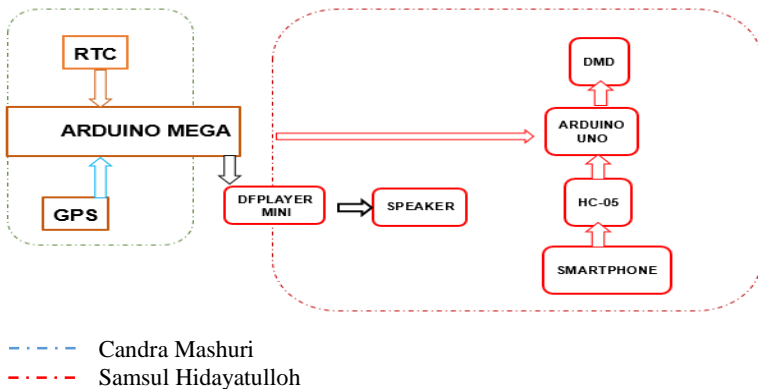 RTC
DMD
ARDUINO MEGA
ARDUINO
UNO
GPS
DFPLAYER
MINI
SPEAKER
HC-05
SMARTPHONE
Candra Mashuri
Samsul Hidayatulloh